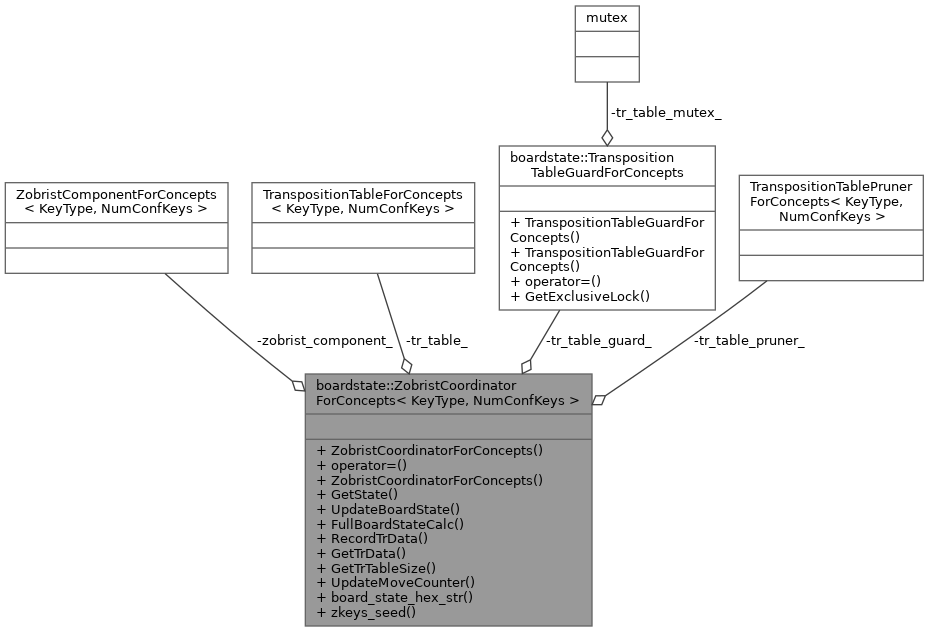 mutex
-tr_table_mutex_
ZobristComponentForConcepts
< KeyType, NumConfKeys >
TranspositionTableForConcepts
< KeyType, NumConfKeys >
boardstate::Transposition
TableGuardForConcepts
+ TranspositionTableGuardFor
Concepts()
+ TranspositionTableGuardFor
Concepts()
+ operator=()
+ GetExclusiveLock()
TranspositionTablePruner
ForConcepts< KeyType,
NumConfKeys >
-zobrist_component_
-tr_table_
-tr_table_guard_
-tr_table_pruner_
boardstate::ZobristCoordinator
ForConcepts< KeyType, NumConfKeys >
+ ZobristCoordinatorForConcepts()
+ operator=()
+ ZobristCoordinatorForConcepts()
+ GetState()
+ UpdateBoardState()
+ FullBoardStateCalc()
+ RecordTrData()
+ GetTrData()
+ GetTrTableSize()
+ UpdateMoveCounter()
+ board_state_hex_str()
+ zkeys_seed()